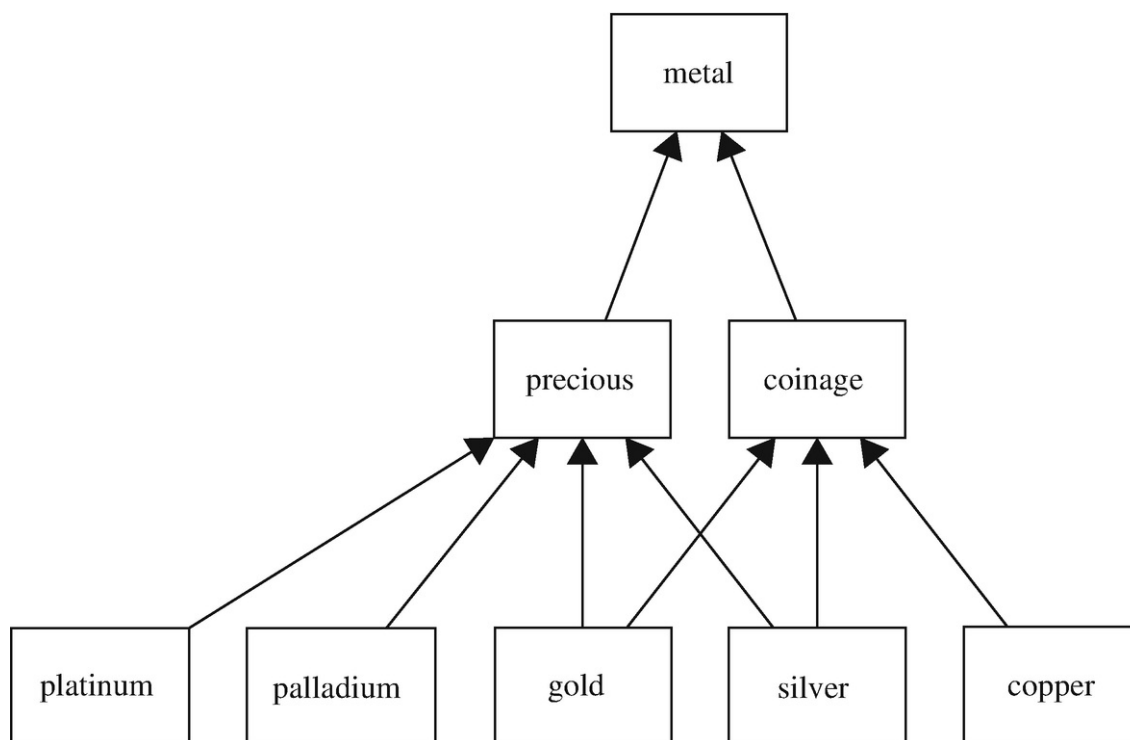 metal
precious
coinage
platinum
palladium
gold
silver
copper